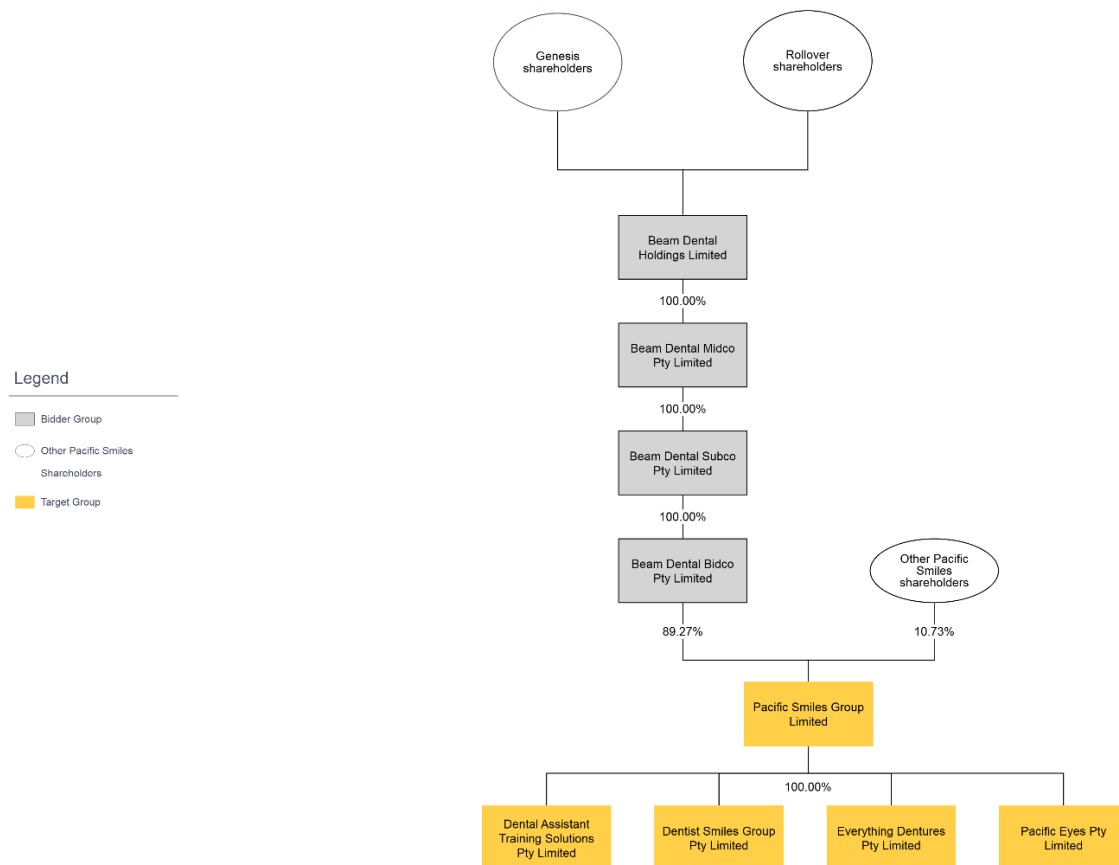 Genesis
shareholders
Rollover
shareholders
Beam Dental
Holdings Limited
100.00%
Beam Dental Midco
Pty Limited
100.00%
Beam Dental Subco
Pty Limited
100.00%
Beam Dental Bidco
Pty Limited
Other Pacific
Smiles
shareholders
89.27%
10.73%
Pacific Smiles Group
Limited
100.00%
Dental Assistant
Training Solutions
Pty Limited
Dentist Smiles Group
Pty Limited
Everything Dentures
Pty Limited
Pacific Eyes Pty
Limited
Legend
Bidder Group
Other Pacific Smiles
Shareholders
Target Group